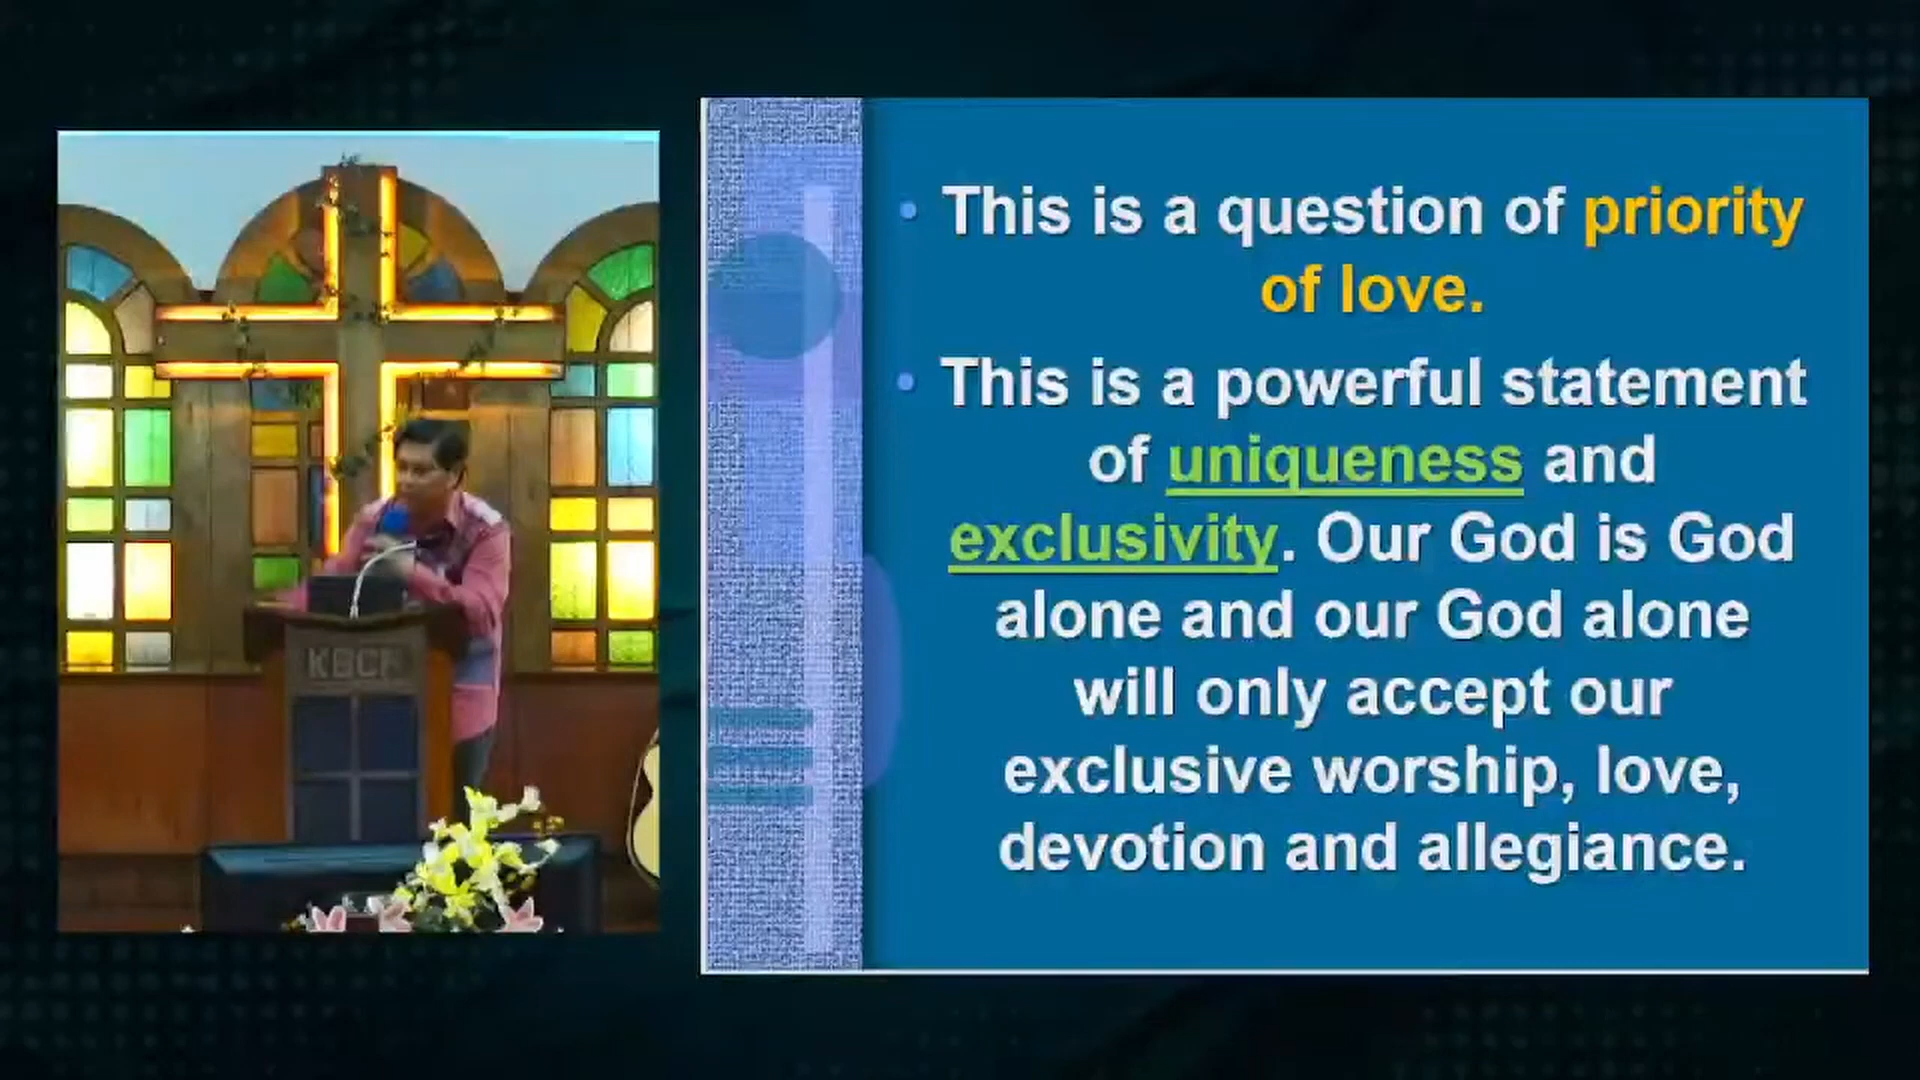 KBCF
This is a question of priority
of love.
This is a powerful statement
of uniqueness and
exclusivity. Our God is God
alone and our God alone
will only accept our
exclusive worship, love,
devotion and allegiance.